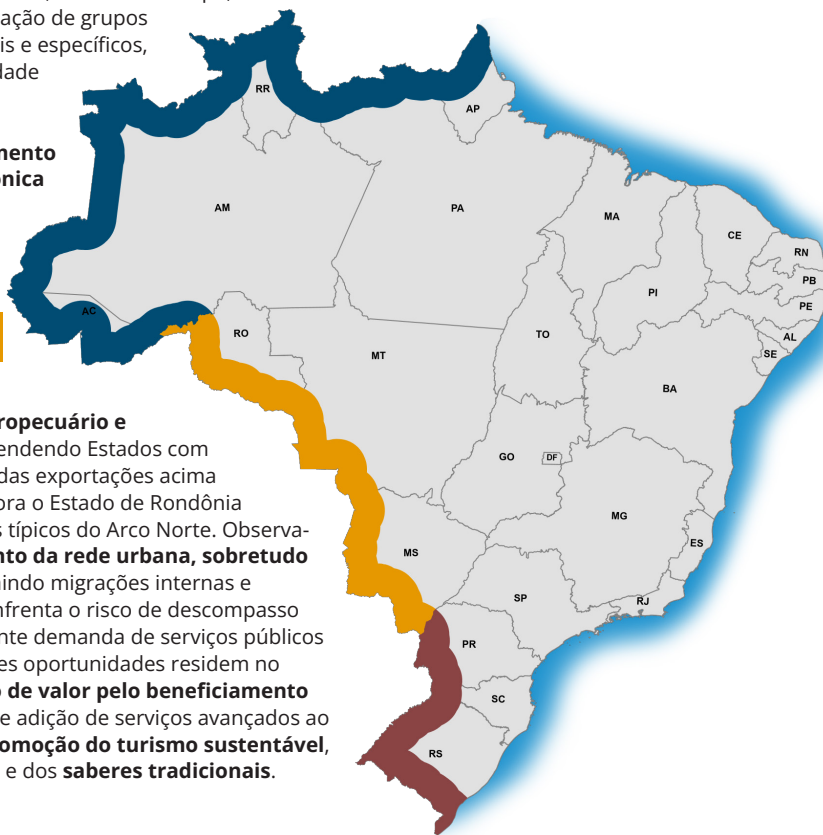 ação de grupos
is e específicos,
dade
mento
ônica
ropecuário e
endendo Estados com
das exportações acima
ora o Estado de Rondônia
s típicos do Arco Norte. Observa-
nto da rede urbana, sobretudo
indo migrações internas e
nfrenta o risco de descompasso
nte demanda de serviços públicos
es oportunidades residem no
o de valor pelo beneficiamento
e adição de serviços avançados ao
omoção do turismo sustentável,
e dos saberes tradicionais.
RR
AP
AM
PA
MA
CE
RN
PB
PE
AL
SE
PI
AC
RO
TO
MT
BA
GO
DF
MG
ES
MS
SP
RJ
PR
SC
RS